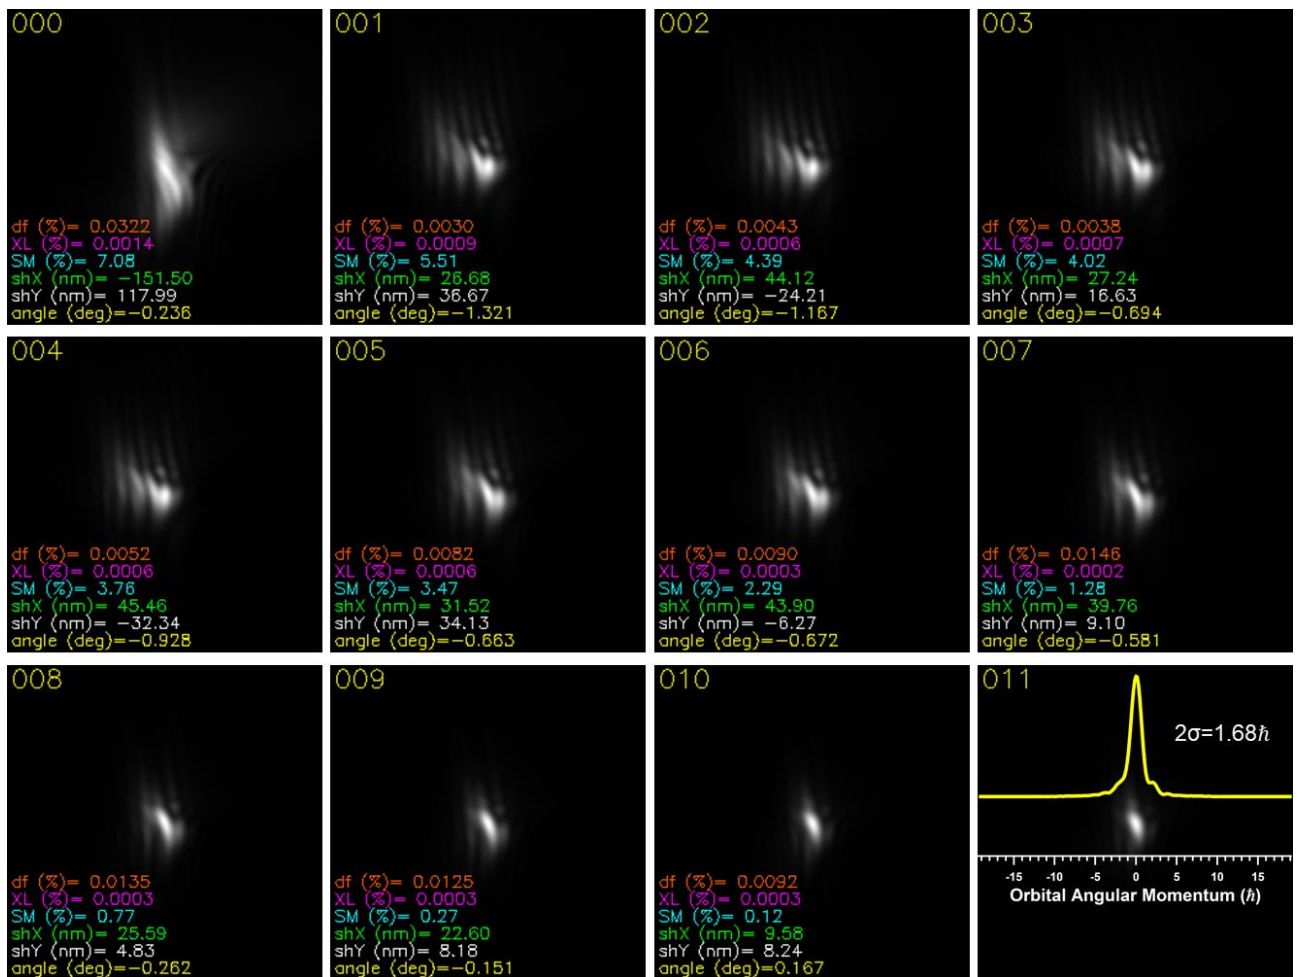 000
df (%)= 0.0322
XL (%)= 0.0014
SM (%)= 7.08
shX (nm)= −151.50
shY (nm)= 117.99
angle (deg)=−0.236
001
df (%)= 0.0030
XL (%)= 0.0009
SM (%)= 5.51
shX (nm)= 26.68
shY (nm)= 36.67
angle (deg)=−1.321
002
df (%)= 0.0043
XL (%)= 0.0006
SM (%)= 4.39
shX (nm)= 44.12
shY (nm)= −24.21
angle (deg)=−1.167
003
df (%)= 0.0038
XL (%)= 0.0007
SM (%)= 4.02
shX (nm)= 27.24
shY (nm)= 16.63
angle (deg)=−0.694
004
df (%)= 0.0052
XL (%)= 0.0006
SM (%)= 3.76
shX (nm)= 45.46
shY (nm)= −32.34
angle (deg)=−0.928
005
df (%)= 0.0082
XL (%)= 0.0006
SM (%)= 3.47
shX (nm)= 31.52
shY (nm)= 34.13
angle (deg)=−0.663
006
df (%)= 0.0090
XL (%)= 0.0003
SM (%)= 2.29
shX (nm)= 43.90
shY (nm)= −6.27
angle (deg)=−0.672
007
df (%)= 0.0146
XL (%)= 0.0002
SM (%)= 1.28
shX (nm)= 39.76
shY (nm)= 9.10
angle (deg)=−0.581
008
df (%)= 0.0135
XL (%)= 0.0003
SM (%)= 0.77
shX (nm)= 25.59
shY (nm)= 4.83
angle (deg)=−0.262
009
df (%)= 0.0125
XL (%)= 0.0003
SM (%)= 0.27
shX (nm)= 22.60
shY (nm)= 8.18
angle (deg)=−0.151
010
df (%)= 0.0092
XL (%)= 0.0003
SM (%)= 0.12
shX (nm)= 9.58
shY (nm)= 8.24
angle (deg)=0.167
011
2σ=1.68ℏ
-15 -10 -5 0 5 10 15
Orbital Angular Momentum (ℏ)